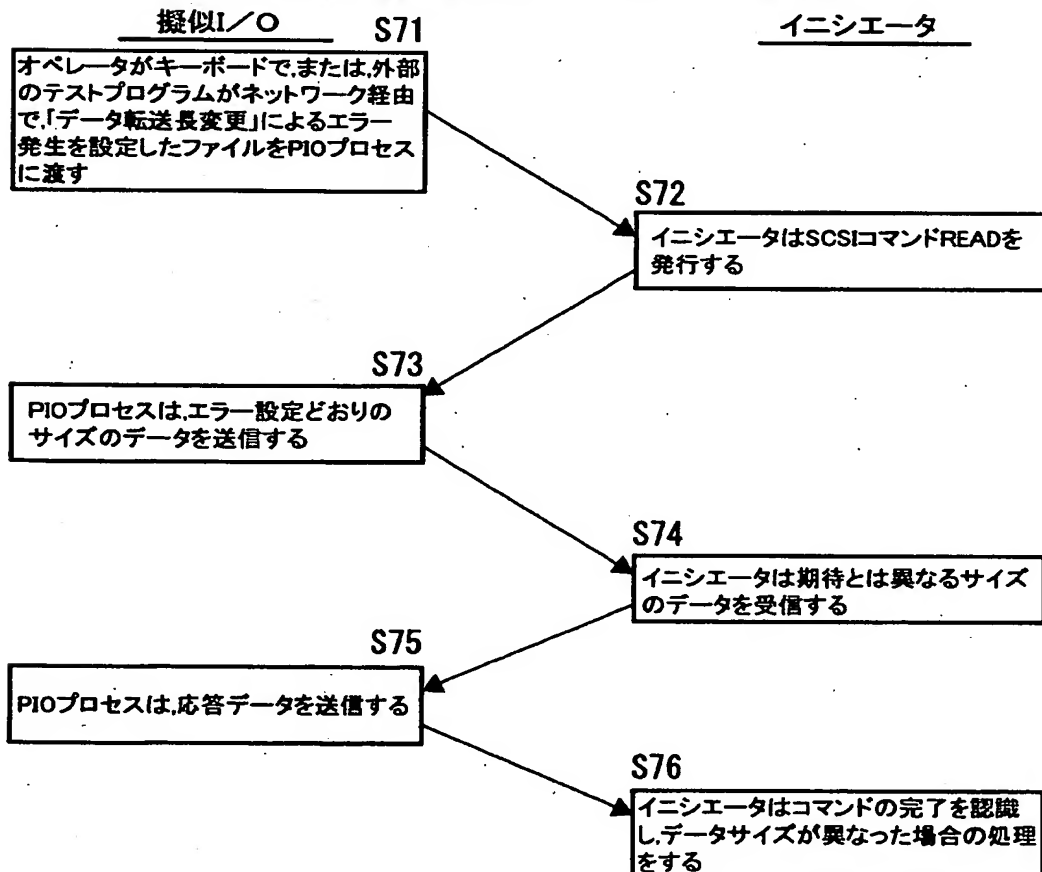 擬似I／O
イニシエータ
S71
オペレータがキーボードで,または,外部
のテストプログラムがネットワーク経由
で,「データ転送長変更」によるエラー
発生を設定したファイルをPIOプロセス
に渡す
S72
イニシエータはSCSIコマンドREADを
発行する
S73
PIOプロセスは,エラー設定どおりの
サイズのデータを送信する
S74
イニシエータは期待とは異なるサイズ
のデータを受信する
S75
PIOプロセスは,応答データを送信する
S76
イニシエータはコマンドの完了を認識
し,データサイズが異なった場合の処理
をする